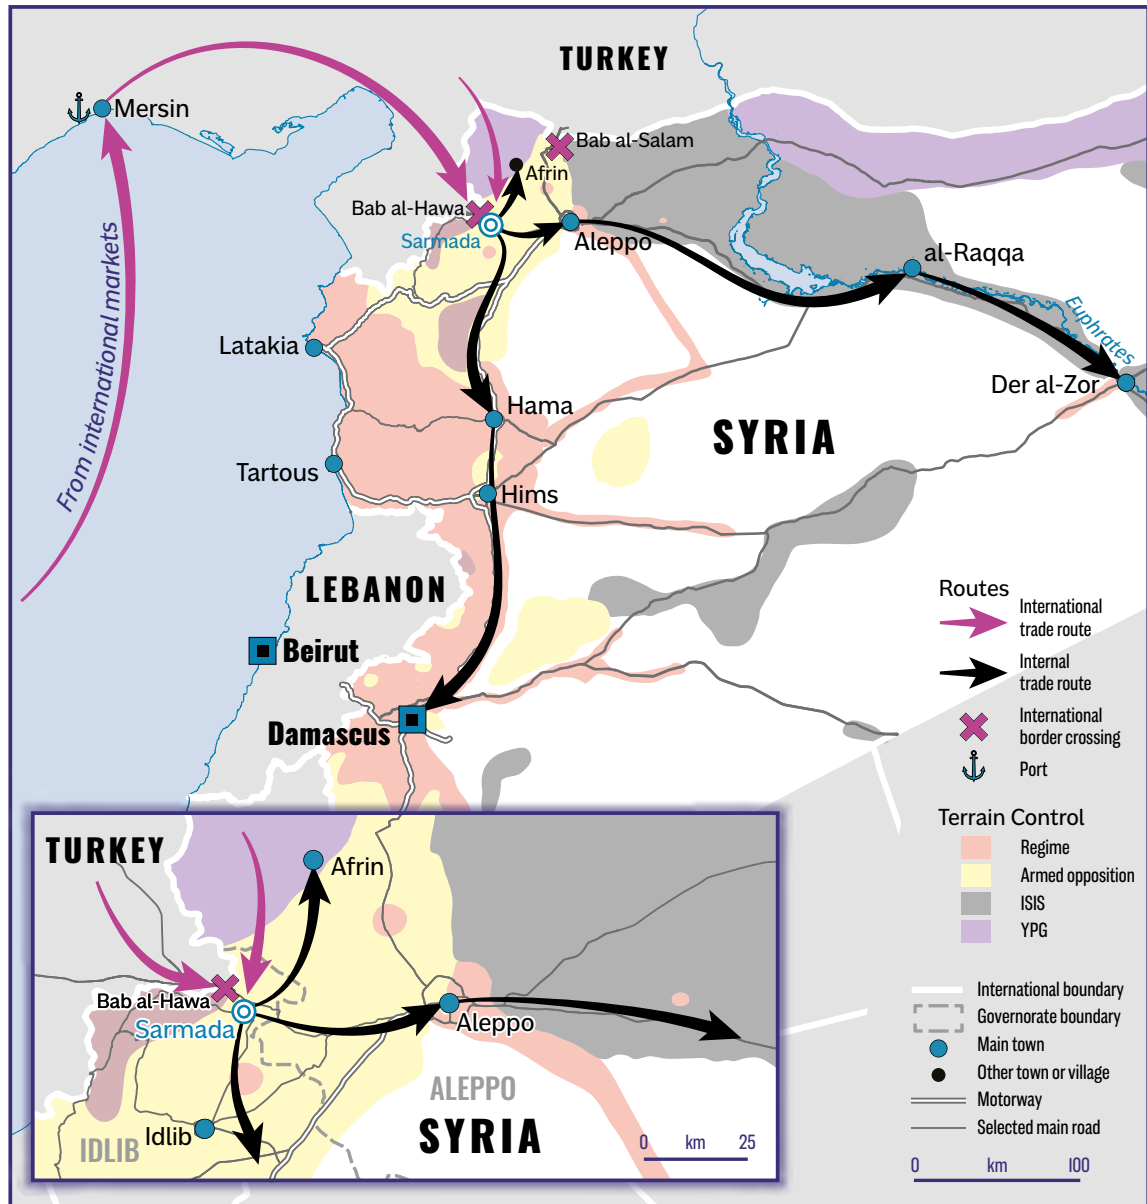 TURKEY
Mersin
Bab al-Salam
Afrin
Bab al-Hawa
Sarmada
Aleppo
al-Raqqa
From international markets
Euphrates
Latakia
Der al-Zor
Hama
SYRIA
Tartous
Hims
LEBANON
Beirut
Damascus
Routes
International
trade route
Internal
trade route
International
border crossing
Port
Terrain Control
Regime
Armed opposition
ISIS
YPG
International boundary
Governorate boundary
Main town
Other town or village
Motorway
Selected main road
0 km 100
TURKEY
Afrin
Bab al-Hawa
Sarmada
Aleppo
ALEPPO
SYRIA
Idlib
IDLIB
0 km 25